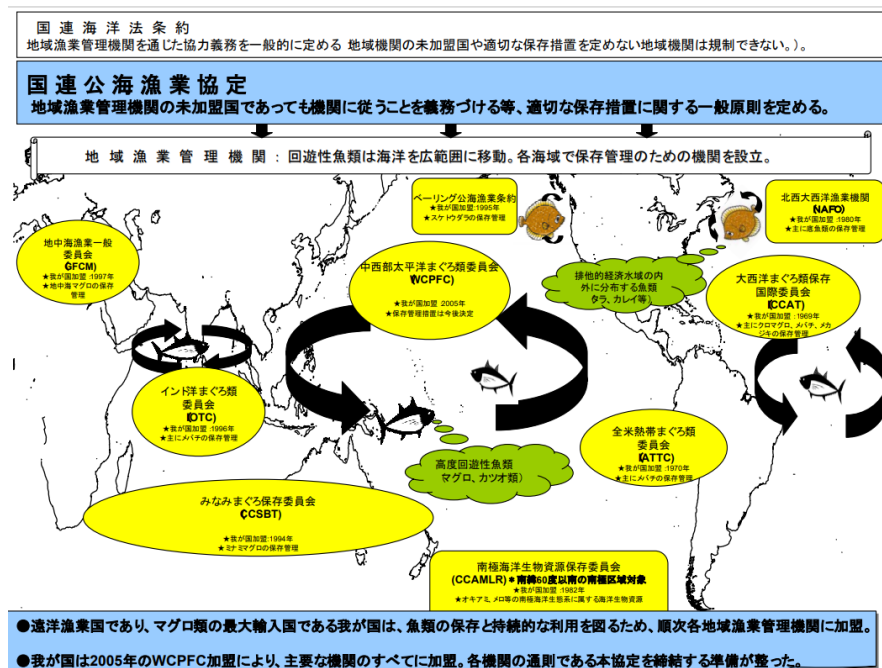 国連海洋法条約
地域漁業管理機関を通じた協力義務を一般的に定める 地域機関の未加盟国や適切な保存措置を定めない地域機関は規制できない。)。
国連公海漁業協定
地域漁業管理機関の未加盟国であっても機関に従うことを義務づける等、適切な保存措置に関する一般原則を定める。
地域漁業管理機関:回遊性魚類は海洋を広範囲に移動。各海域で保存管理のための機関を設立。
ベーリング公海漁業条約
★我が国加盟:1995年
★スケトウダラの保存管理
北西大西洋漁業機関
(NAFO)
★我が国加盟:1980年
★主に底魚類の保存管理
地中海漁業一般
委員会
(GFCM)
★我が国加盟:1997年
★地中海マグロの保存
管理
中西部太平洋まぐろ類委員会
(WCPFC)
★我が国加盟 2005年
★保存管理措置は今後決定
排他的経済水域の内
外に分布する魚類
タラ、カレイ等)
大西洋まぐろ類保存
国際委員会
(ICCAT)
★我が国加盟:1969年
★主にクロマグロ、メバチ、メカ
ジキの保存管理
インド洋まぐろ類
委員会
(IOTC)
★我が国加盟:1996年
★主にメバチの保存管理
全米熱帯まぐろ類
委員会
(IATTC)
★我が国加盟:1970年
★主にメバチの保存管理
高度回遊性魚類
マグロ、カツオ類)
みなみまぐろ保存委員会
(CCSBT)
★我が国加盟:1994年
★ミナミマグロの保存管理
南極海洋生物資源保存委員会
(CCAMLR)*南緯60度以南の南極区域対象
★我が国加盟:1982年
★オキアミ、メロ等の南極海洋生態系に属する海洋生物資源
●遠洋漁業国であり、マグロ類の最大輸入国である我が国は、魚類の保存と持続的な利用を図るため、順次各地域漁業管理機関に加盟。
●我が国は2005年のWCPFC加盟により、主要な機関のすべてに加盟。各機関の通則である本協定を締結する準備が整った。